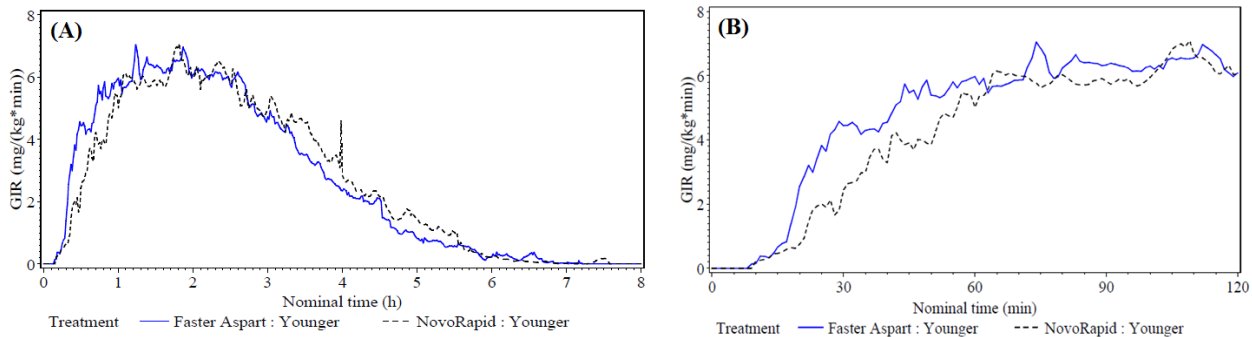 (A)
GIR (mg/(kg*min))
8
6
4
2
0
0 1 2 3 4 5 6 7 8
Nominal time (h)
Treatment Faster Aspart : Younger NovoRapid : Younger
(B)
GIR (mg/(kg*min))
8
6
4
2
0
0 30 60 90 120
Nominal time (min)
Treatment Faster Aspart : Younger NovoRapid : Younger